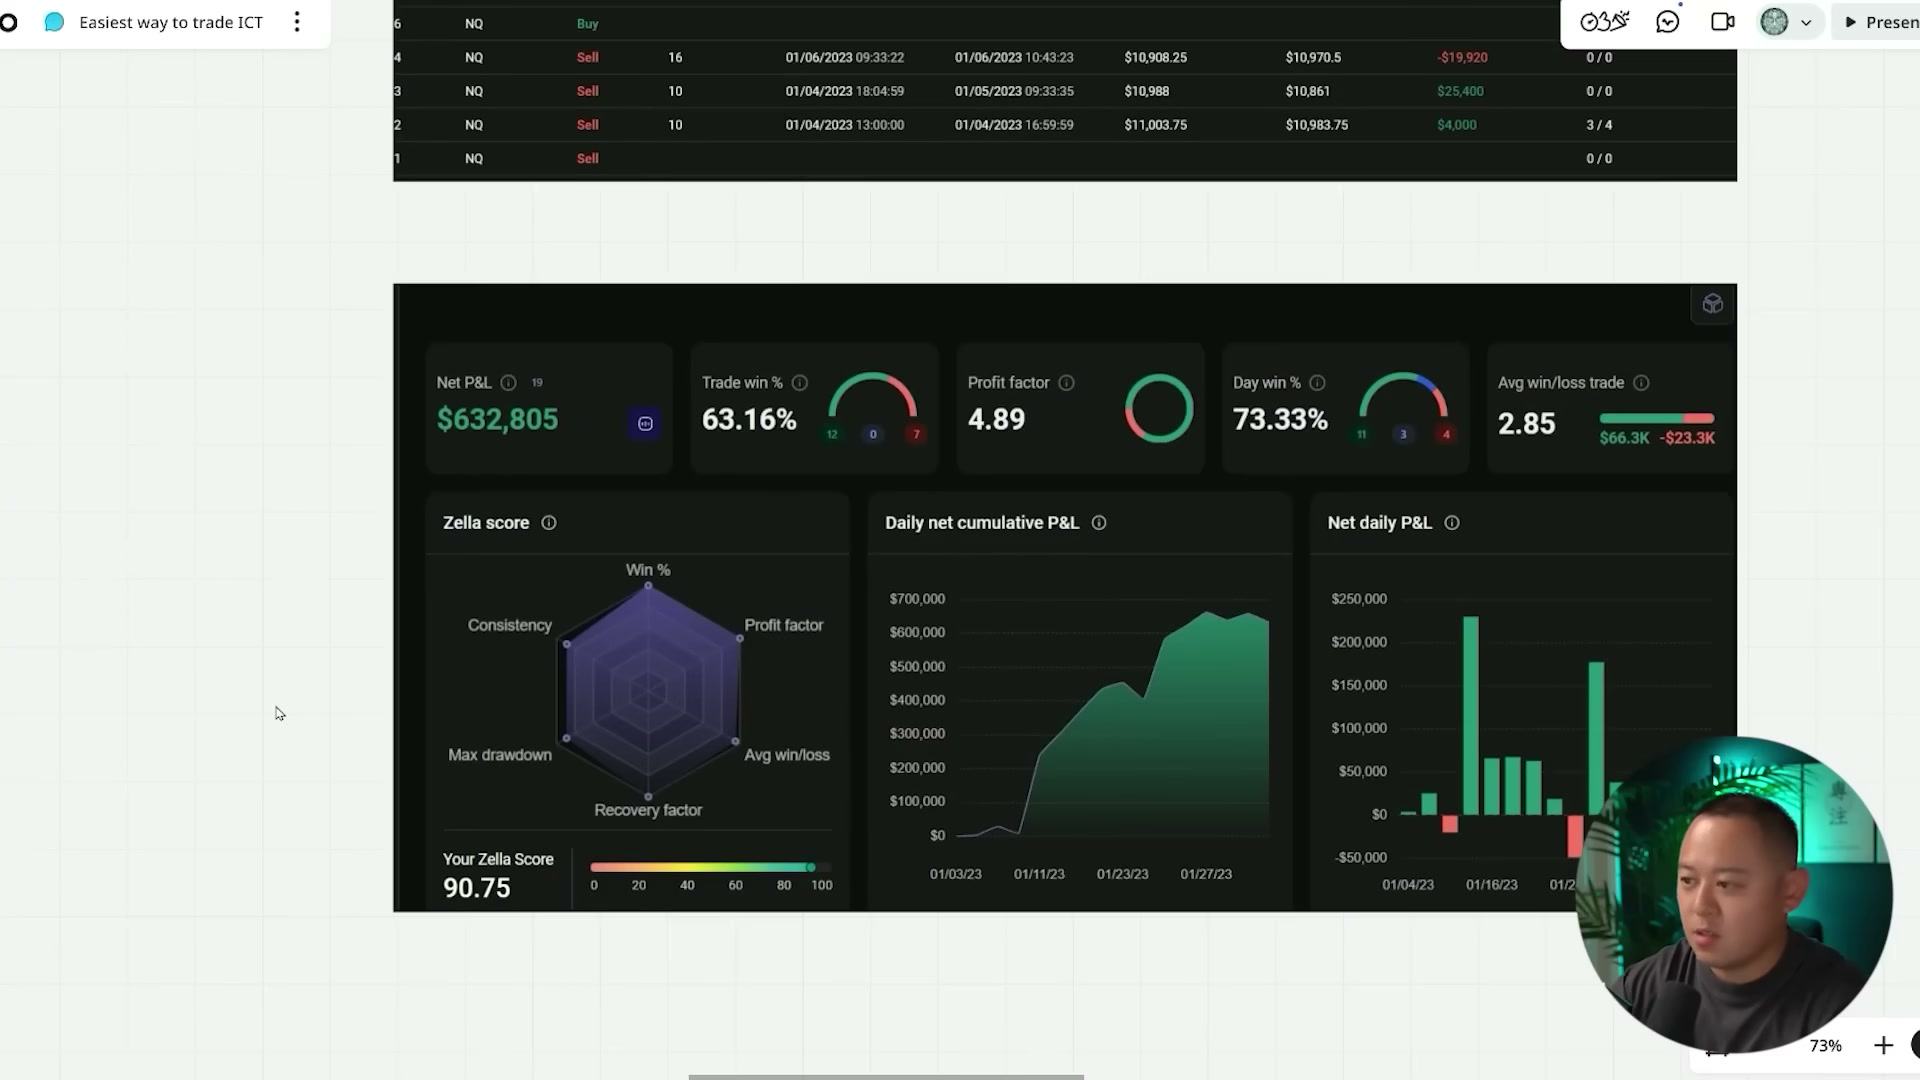 Easiest way to trade ICT
Presen
6 NQ Buy
4 NQ Sell 16 01/06/2023 09:33:22 01/06/2023 10:43:23 $10,908.25 $10,970.5 -$19,920 0 / 0
3 NQ Sell 10 01/04/2023 18:04:59 01/05/2023 09:33:35 $10,988 $10,861 $25,400 0 / 0
2 NQ Sell 10 01/04/2023 13:00:00 01/04/2023 16:59:59 $11,003.75 $10,983.75 $4,000 3 / 4
1 NQ Sell 0 / 0
Net P&L 19
$632,805
Trade win %
63.16%
12 0 7
Profit factor
4.89
Day win %
73.33%
11 3 4
Avg win/loss trade
2.85
$66.3K -$23.3K
Zella score
Win %
Consistency
Profit factor
Max drawdown
Avg win/loss
Recovery factor
Your Zella Score
90.75
0 20 40 60 80 100
Daily net cumulative P&L
$700,000
$600,000
$500,000
$400,000
$300,000
$200,000
$100,000
$0
01/03/23 01/11/23 01/23/23 01/27/23
Net daily P&L
$250,000
$200,000
$150,000
$100,000
$50,000
$0
-$50,000
01/04/23 01/16/23 01/2
専
注
73%